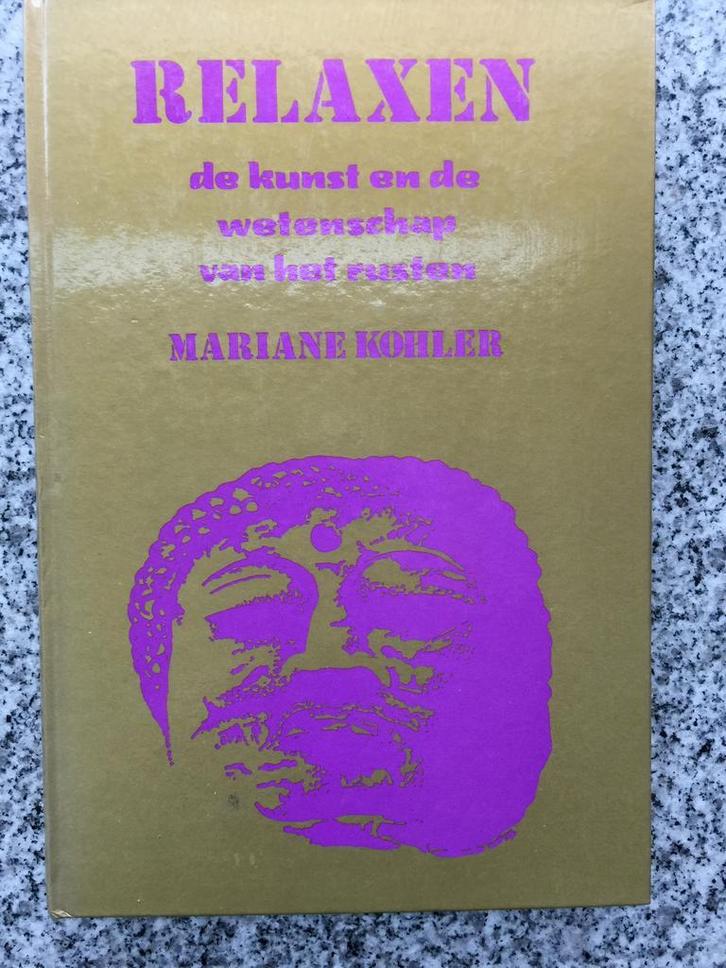 RELAXEN
de kunst en de
wetenschap
van het rusten
MARIANE KOHLER